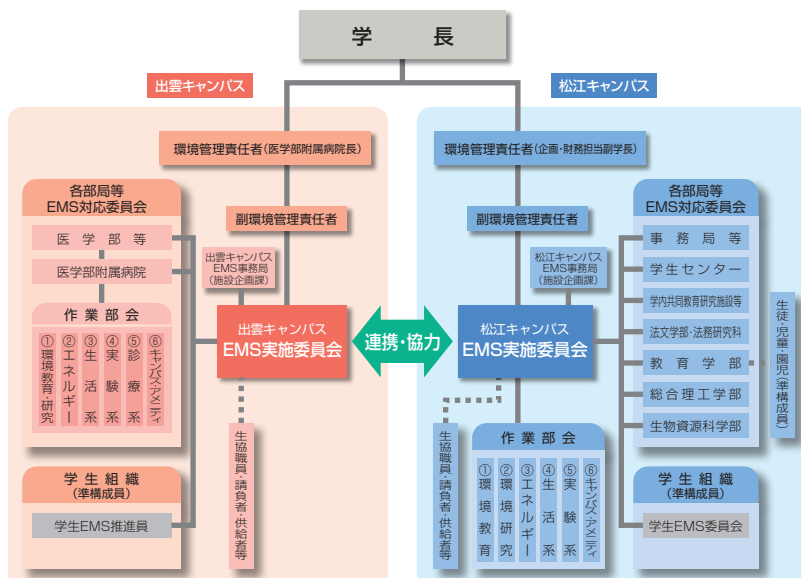 学長
出雲キャンパス
環境管理責任者(医学部附属病院長)
副環境管理責任者
各部局等
EMS対応委員会
医学部等
医学部附属病院
作業部会
①環境教育・研究
②エネルギー
③生活系
④実験系
⑤診療系
⑥キャンパス・アメニティ
学生組織
(準構成員)
学生EMS推進員
出雲キャンパス
EMS事務局
(施設企画課)
出雲キャンパス
EMS実施委員会
生協職員・請負者・供給者等
連携・協力
松江キャンパス
環境管理責任者(企画・財務担当副学長)
副環境管理責任者
松江キャンパス
EMS事務局
(施設企画課)
松江キャンパス
EMS実施委員会
生協職員・請負者・供給者等
作業部会
①環境教育
②環境研究
③エネルギー
④生活系
⑤実験系
⑥キャンパス・アメニティ
各部局等
EMS対応委員会
事務局等
学生センター
学内共同教育研究施設等
法文学部・法務研究科
教育学部
総合理工学部
生物資源科学部
生徒・児童・園児(準構成員)
学生組織
(準構成員)
学生EMS委員会